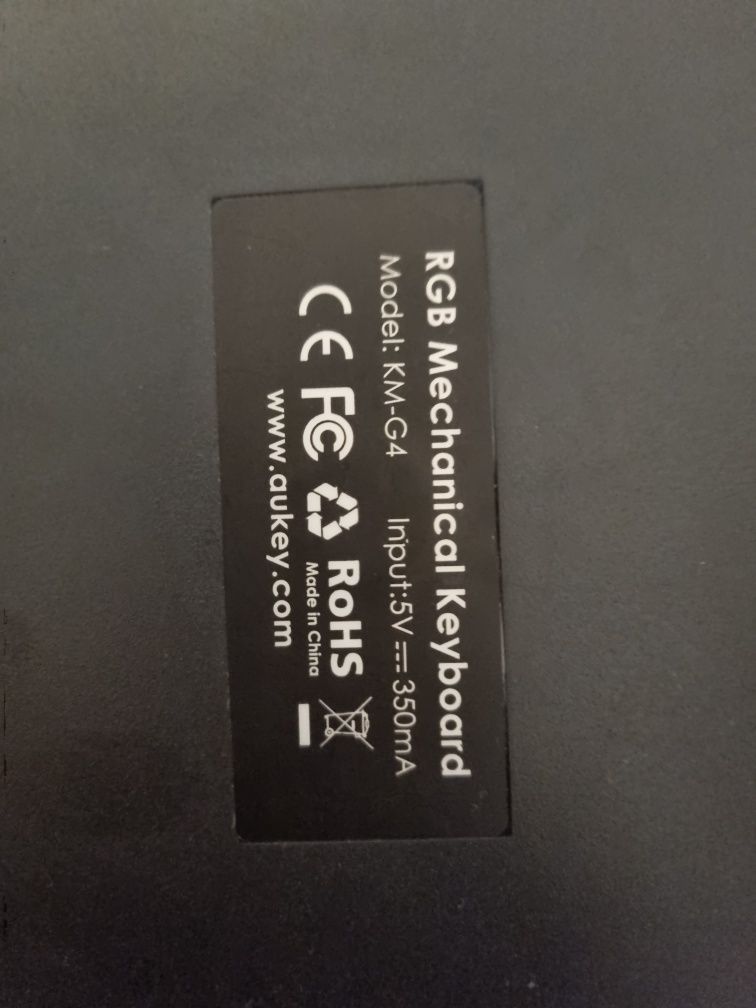 RGB Mechanical Keyboard
Model: KM-G4 Input:5V⎓350mA
CE FC RoHS
Made in China
www.aukey.com